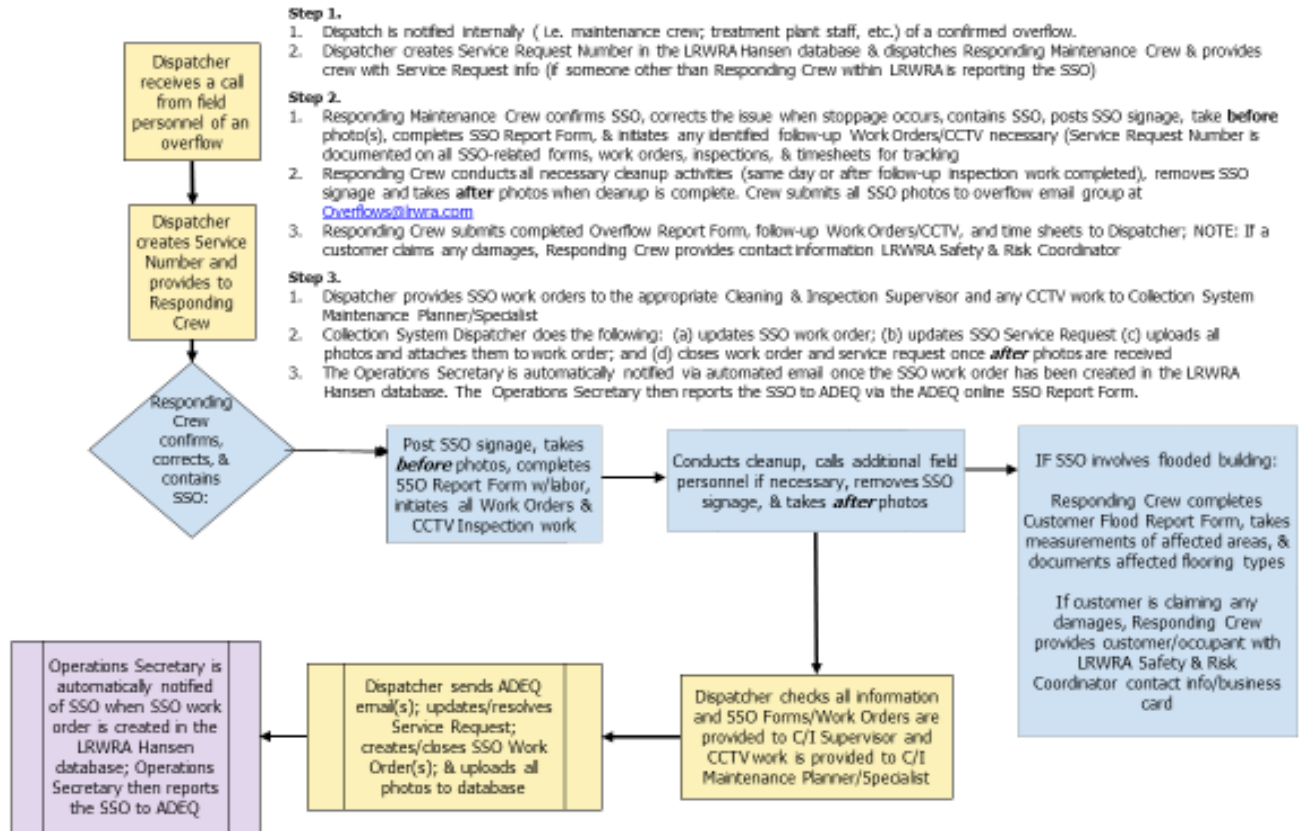 Step 1.
1. Dispatch is notified internally ( i.e. maintenance crew; treatment plant staff, etc.) of a confirmed overflow.
2. Dispatcher creates Service Request Number in the LRWRA Hansen database & dispatches Responding Maintenance Crew & provides
crew with Service Request info (if someone other than Responding Crew within LRWRA is reporting the SSO)
Step 2.
1. Responding Maintenance Crew confirms SSO, corrects the issue when stoppage occurs, contains SSO, posts SSO signage, take before
photo(s), completes SSO Report Form, & initiates any identified follow-up Work Orders/CCTV necessary (Service Request Number is
documented on all SSO-related forms, work orders, inspections, & timesheets for tracking
2. Responding Crew conducts all necessary cleanup activities (same day or after follow-up inspection work completed), removes SSO
signage and takes after photos when cleanup is complete. Crew submits all SSO photos to overflow email group at
Overflows@lrwra.com
3. Responding Crew submits completed Overflow Report Form, follow-up Work Orders/CCTV, and time sheets to Dispatcher; NOTE: If a
customer claims any damages, Responding Crew provides contact information LRWRA Safety & Risk Coordinator
Step 3.
1. Dispatcher provides SSO work orders to the appropriate Cleaning & Inspection Supervisor and any CCTV work to Collection System
Maintenance Planner/Specialist
2. Collection System Dispatcher does the following: (a) updates SSO work order; (b) updates SSO Service Request (c) uploads all
photos and attaches them to work order; and (d) closes work order and service request once after photos are received
3. The Operations Secretary is automatically notified via automated email once the SSO work order has been created in the LRWRA
Hansen database. The Operations Secretary then reports the SSO to ADEQ via the ADEQ online SSO Report Form.
Dispatcher
receives a call
from field
personnel of an
overflow
Dispatcher
creates Service
Number and
provides to
Responding
Crew
Responding
Crew
confirms,
corrects, &
contains
SSO:
Post SSO signage, takes
before photos, completes
SSO Report Form w/labor,
initiates all Work Orders &
CCTV Inspection work
Conducts cleanup, calls additional field
personnel if necessary, removes SSO
signage, & takes after photos
IF SSO involves flooded building:
Responding Crew completes
Customer Flood Report Form, takes
measurements of affected areas, &
documents affected flooring types
If customer is claiming any
damages, Responding Crew
provides customer/occupant with
LRWRA Safety & Risk
Coordinator contact info/business
card
Dispatcher checks all information
and SSO Forms/Work Orders are
provided to C/I Supervisor and
CCTV work is provided to C/I
Maintenance Planner/Specialist
Dispatcher sends ADEQ
email(s); updates/resolves
Service Request;
creates/closes SSO Work
Order(s); & uploads all
photos to database
Operations Secretary is
automatically notified
of SSO when SSO work
order is created in the
LRWRA Hansen
database; Operations
Secretary then reports
the SSO to ADEQ